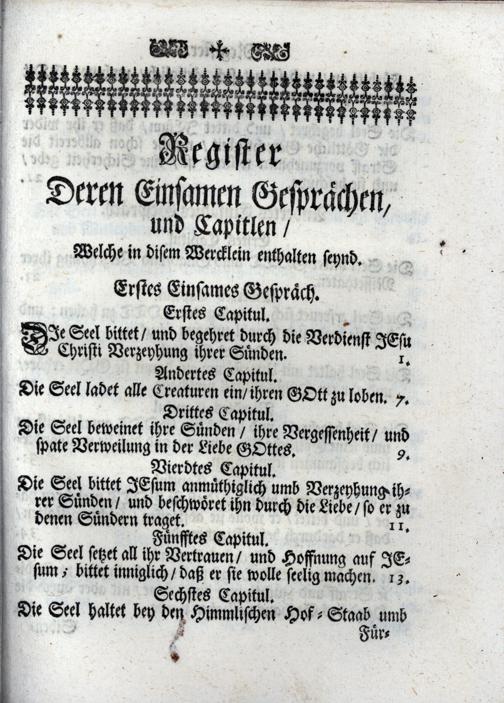 Register
Deren Einsamen Gesprächen,
und Capitlen /
Welche in disem Wercklein enthalten seynd.
Erstes Einsames Gespräch.
Erstes Capitul.
DIe Seel bittet / und begehret durch die Verdienst JEsu
Christi Verzeyhung ihrer Sünden. 1.
Andertes Capitul.
Die Seel ladet alle Creaturen ein / ihren GOtt zu loben. 7.
Drittes Capitul.
Die Seel beweinet ihre Sünden / ihre Vergessenheit / und
spate Verweilung in der Liebe GOttes. 9.
Vierdtes Capitul.
Die Seel bittet JEsum anmüthiglich umb Verzeyhung ih-
rer Sünden / und beschwöret ihn durch die Liebe / so er zu
denen Sündern traget. 11.
Fünfftes Capitul.
Die Seel setzet all ihr Vertrauen / und Hoffnung auf JE-
sum ; bittet inniglich / daß er sie wolle seelig machen. 13.
Sechstes Capitul.
Die Seel haltet bey den Himmlischen Hof-Staab umb
Für-